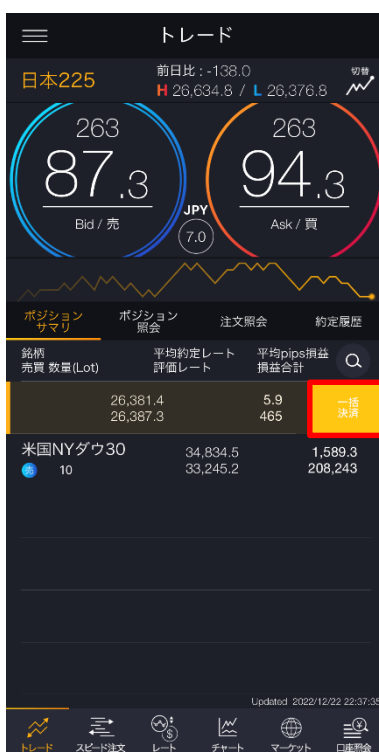 トレード
日本225
前日比 : -138.0
切替
H 26,634.8 / L 26,376.8
263
87.3
Bid / 売
JPY
7.0
263
94.3
Ask / 買
ポジション
サマリ
ポジション
照会
注文照会
約定履歴
銘柄
売買 数量(Lot)
平均約定レート
評価レート
平均pips損益
損益合計
26,381.4
26,387.3
5.9
465
一括
決済
米国NYダウ30
売 10
34,834.5
33,245.2
1,589.3
208,243
Updated 2022/12/22 22:37:35
トレード
スピード注文
レート
チャート
マーケット
口座照会